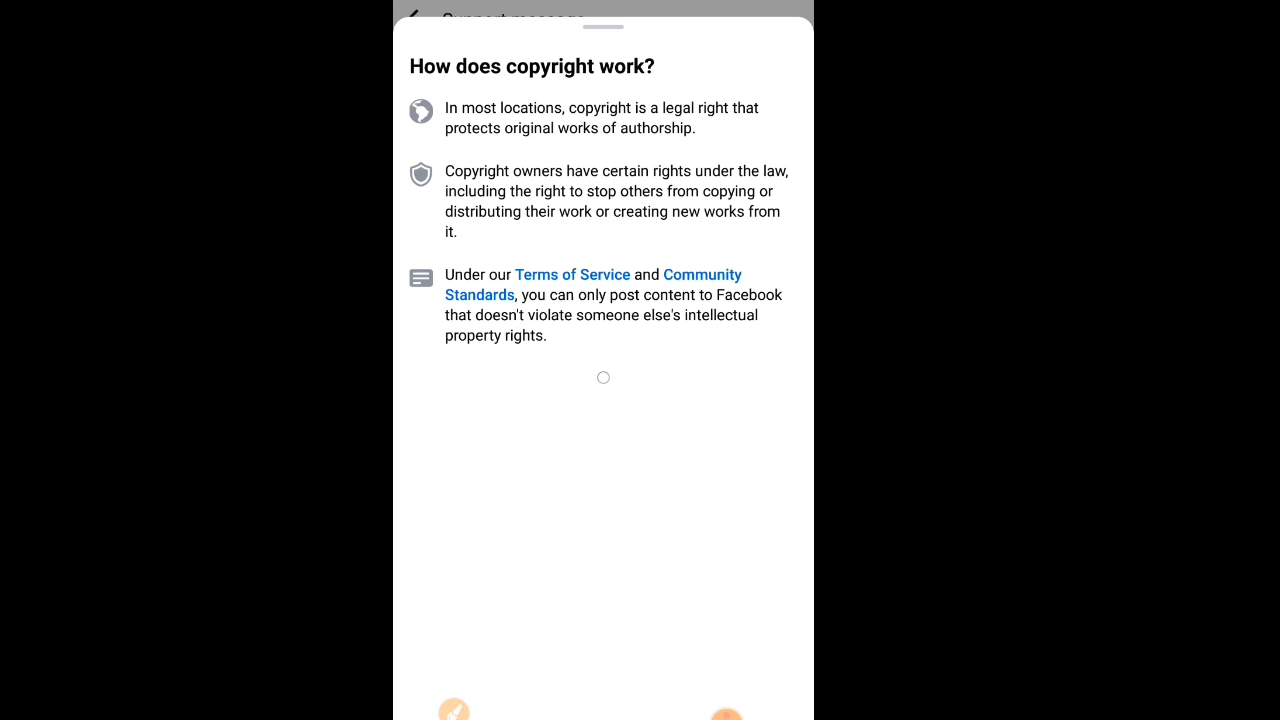 Support message
How does copyright work?
In most locations, copyright is a legal right that
protects original works of authorship.
Copyright owners have certain rights under the law,
including the right to stop others from copying or
distributing their work or creating new works from
it.
Under our Terms of Service and Community
Standards, you can only post content to Facebook
that doesn't violate someone else's intellectual
property rights.